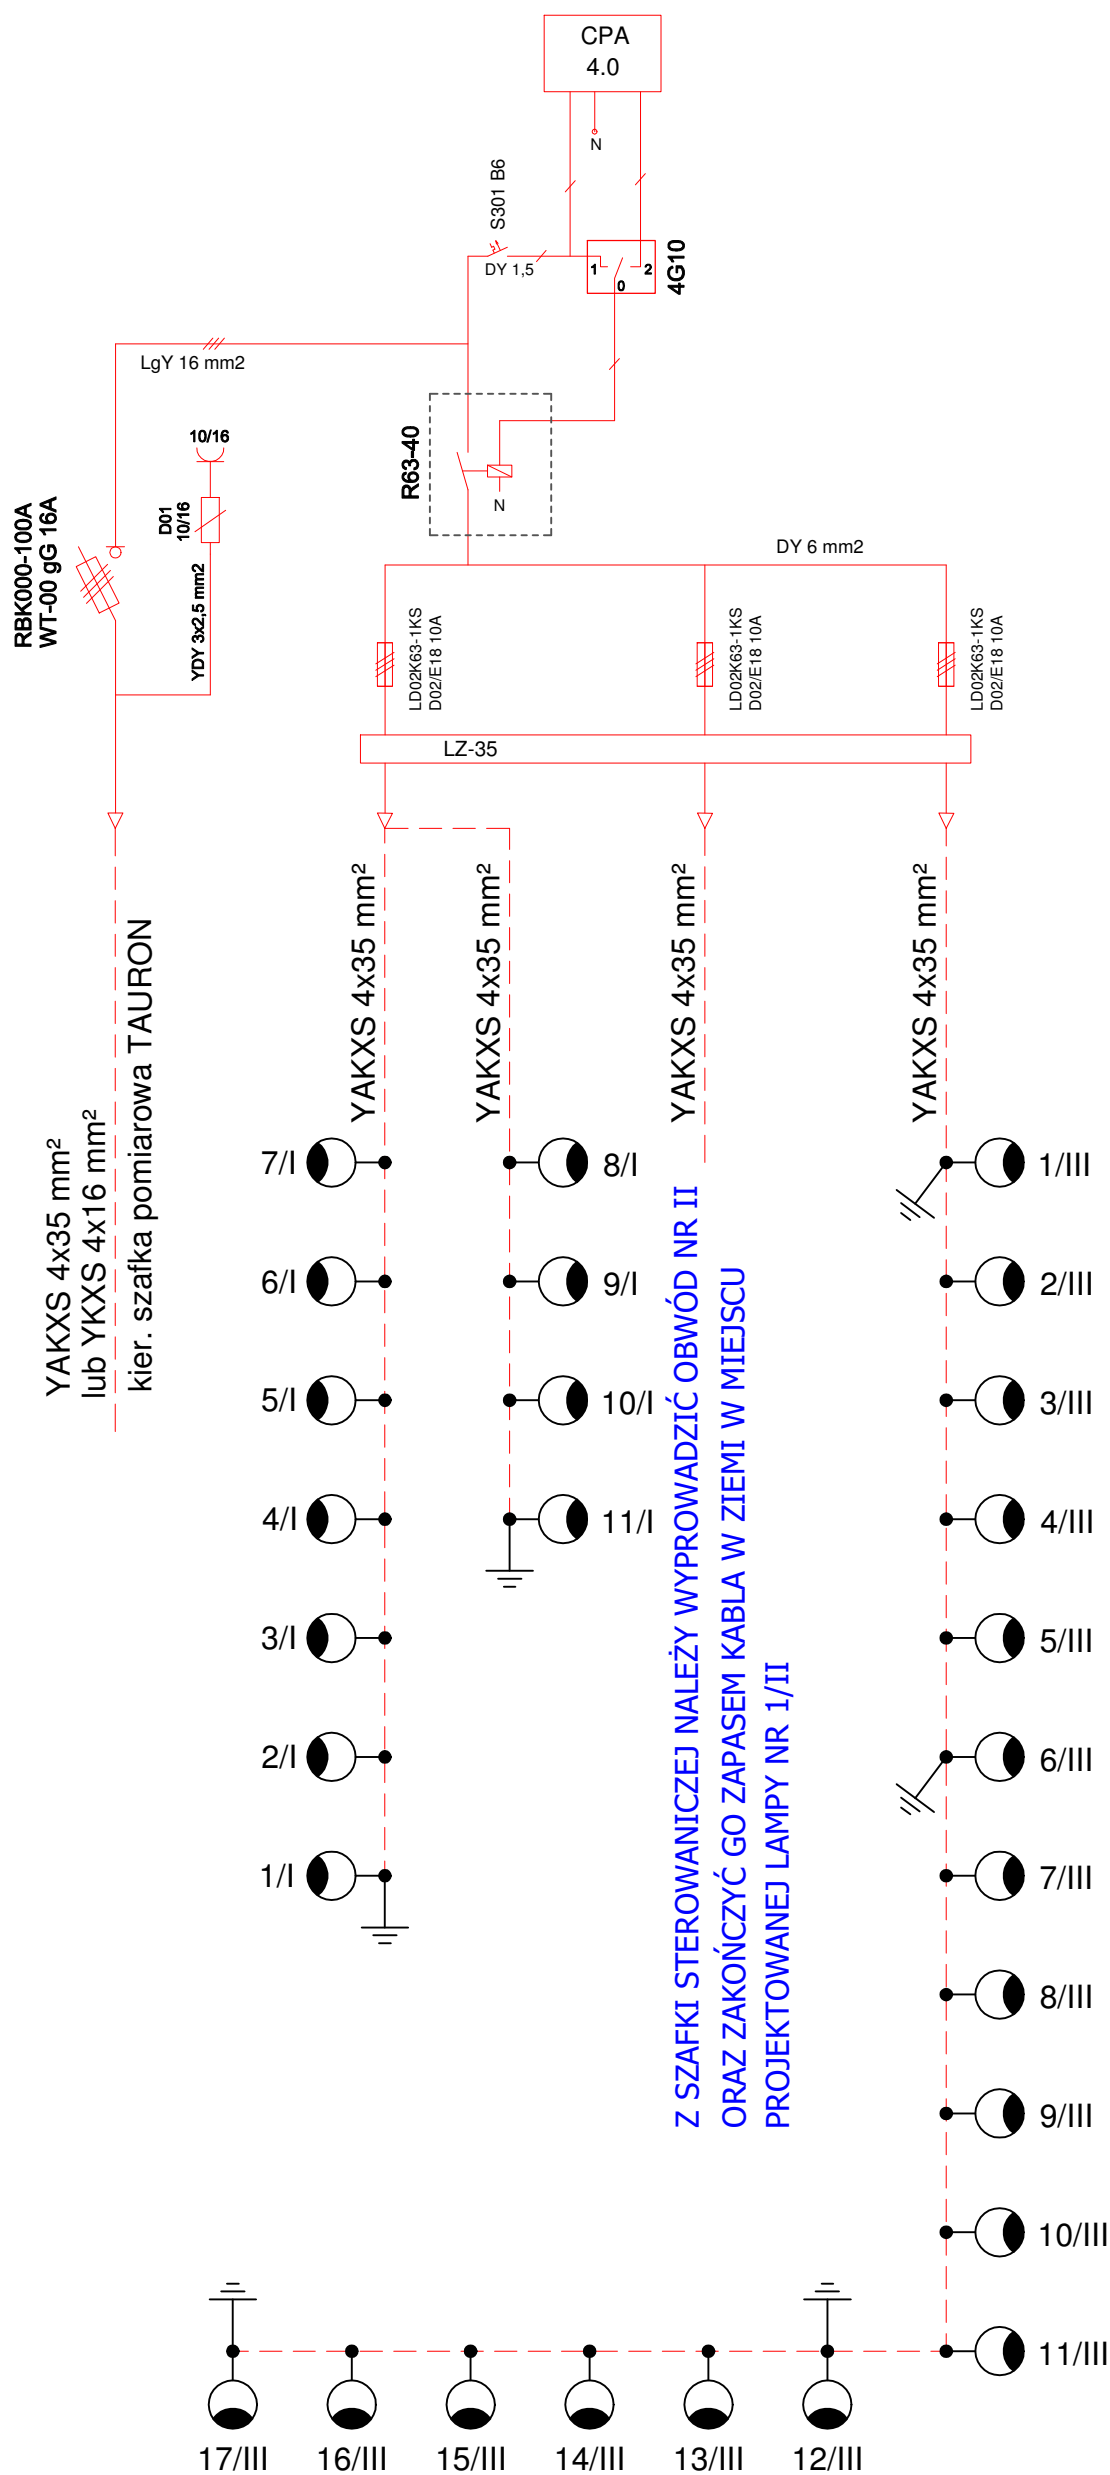 CPA
4.0
N
S301 B6
DY 1,5
1
2
0
4G10
LgY 16 mm2
10/16
R63-40
N
D01
10/16
RBK000-100A
WT-00 gG 16A
YDY 3x2,5 mm2
DY 6 mm2
LD02K63-1KS
D02/E18 10A
LD02K63-1KS
D02/E18 10A
LD02K63-1KS
D02/E18 10A
LZ-35
YAKXS 4x35 mm²
lub YKXS 4x16 mm²
kier. szafka pomiarowa TAURON
YAKXS 4x35 mm²
YAKXS 4x35 mm²
YAKXS 4x35 mm²
YAKXS 4x35 mm²
7/I
8/I
1/III
6/I
9/I
2/III
5/I
10/I
3/III
4/I
11/I
4/III
3/I
5/III
2/I
6/III
1/I
7/III
Z SZAFKI STEROWANICZEJ NALEŻY WYPROWADZIĆ OBWÓD NR II
ORAZ ZAKOŃCZYĆ GO ZAPASEM KABLA W ZIEMI W MIEJSCU
PROJEKTOWANEJ LAMPY NR 1/II
8/III
9/III
10/III
11/III
17/III
16/III
15/III
14/III
13/III
12/III